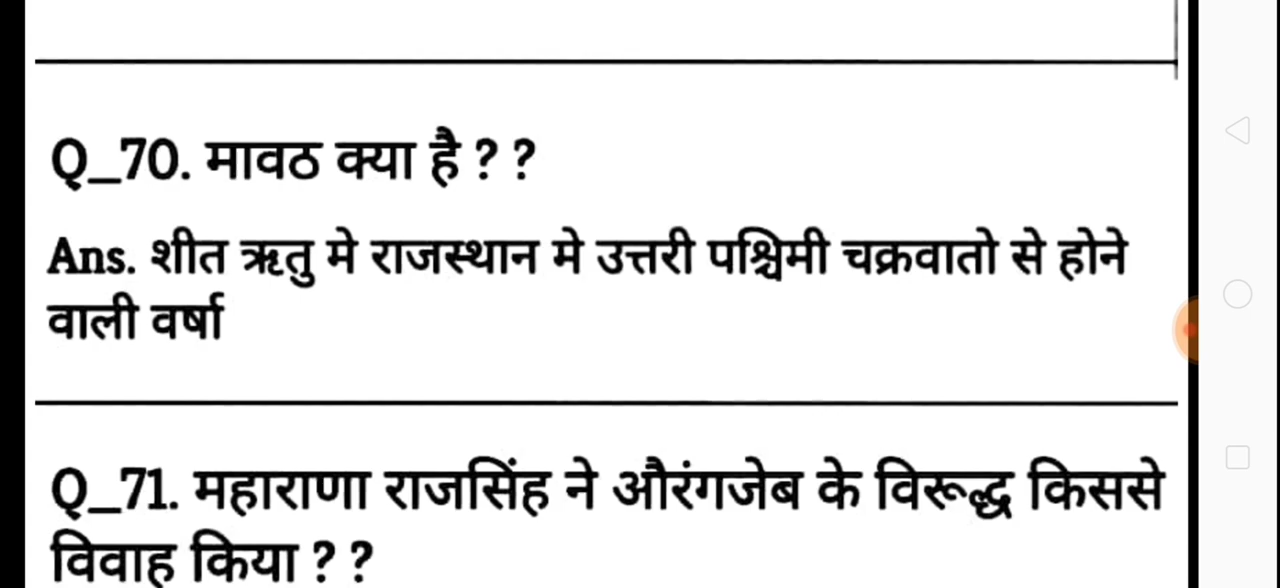 Q_70. मावठ क्या है ? ?
Ans. शीत ऋतु मे राजस्थान मे उत्तरी पश्चिमी चक्रवातो से होने
वाली वर्षा
Q_71. महाराणा राजसिंह ने औरंगजेब के विरूद्ध किससे
विवाह किया ? ?